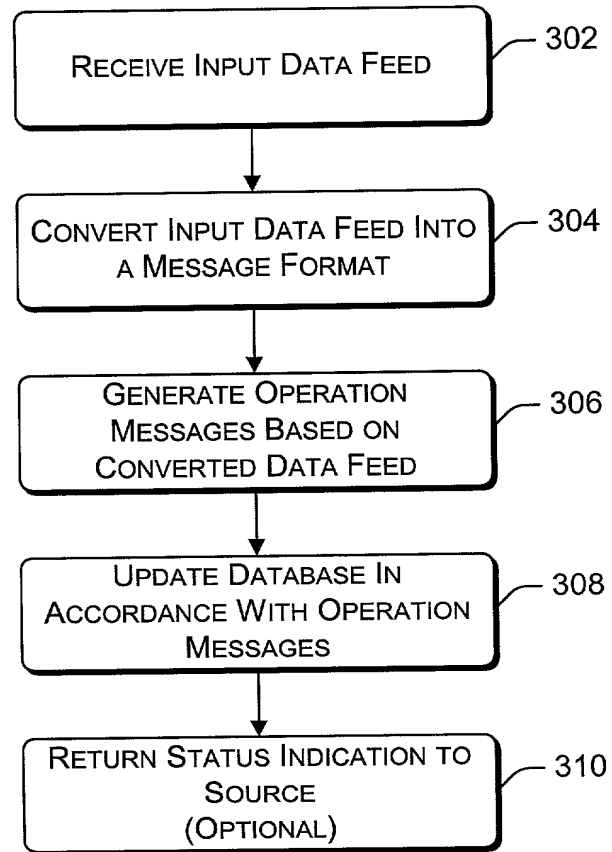 RECEIVE INPUT DATA FEED
302
CONVERT INPUT DATA FEED INTO
A MESSAGE FORMAT
304
GENERATE OPERATION
MESSAGES BASED ON
CONVERTED DATA FEED
306
UPDATE DATABASE IN
ACCORDANCE WITH OPERATION
MESSAGES
308
RETURN STATUS INDICATION TO
SOURCE
(OPTIONAL)
310